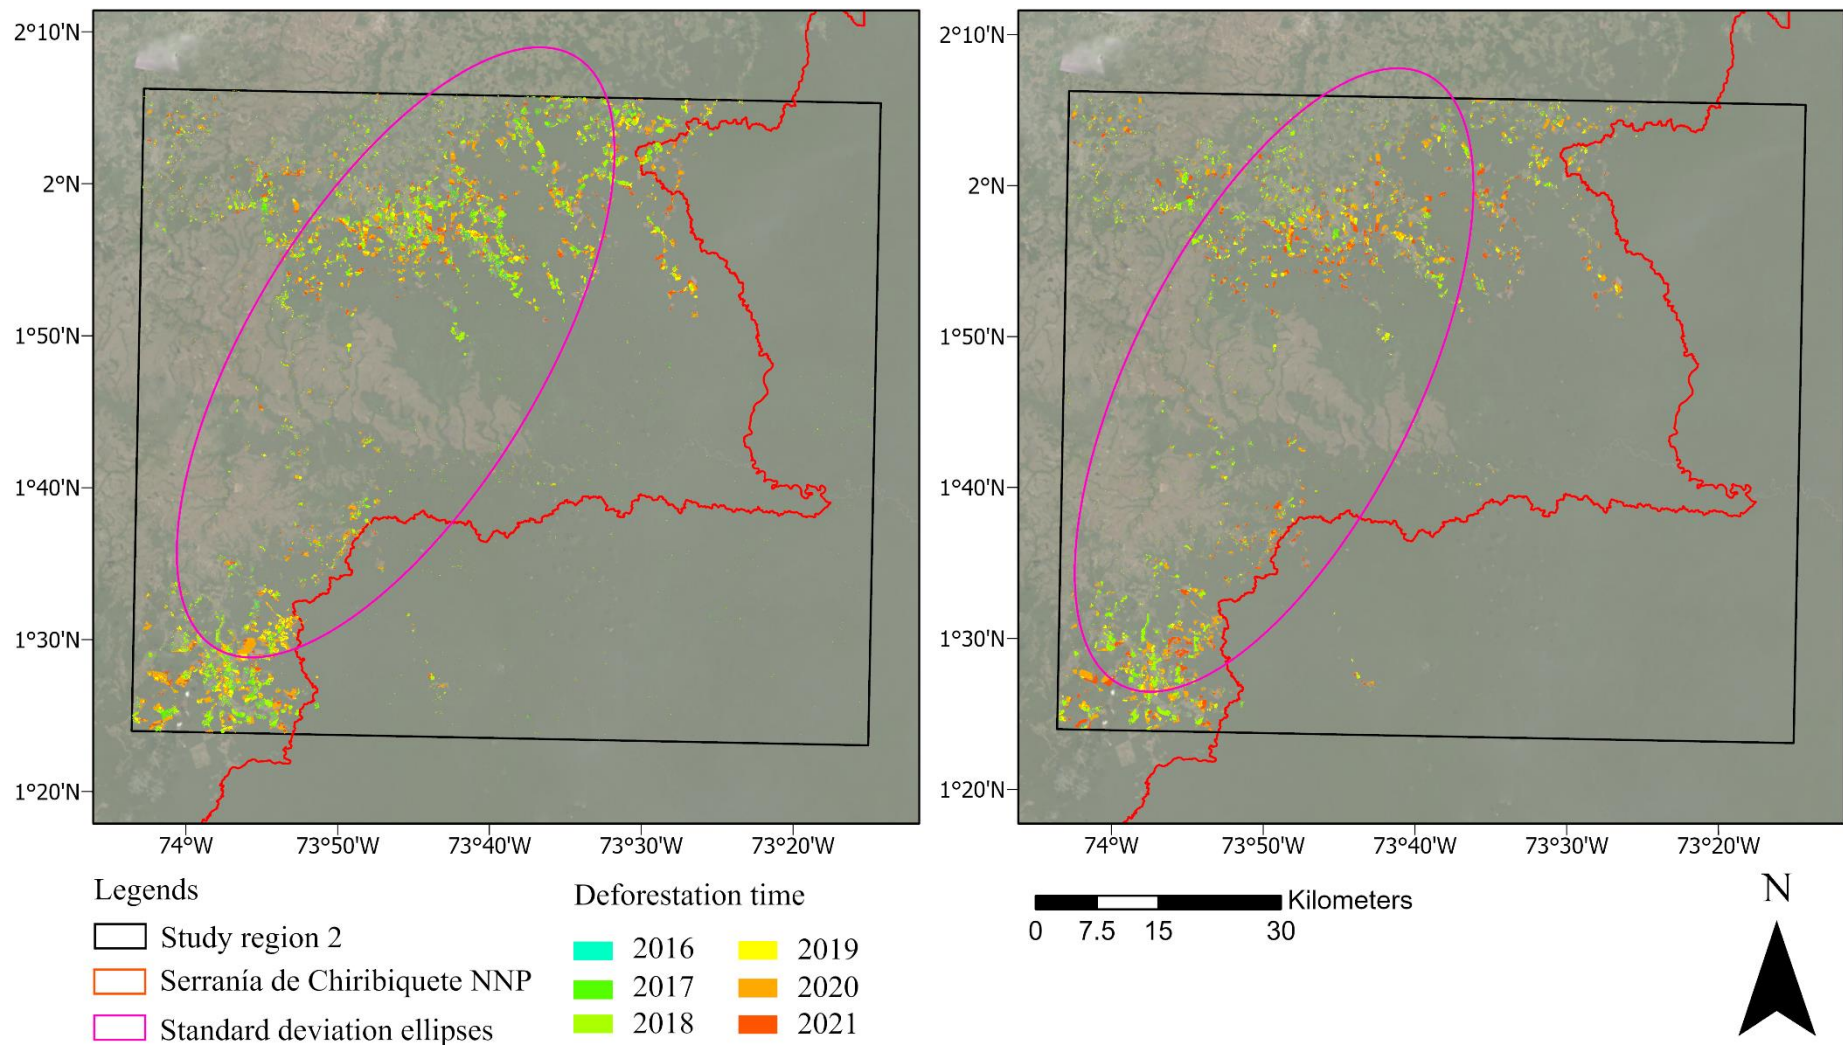 2°10'N
2°N
1°50'N
1°40'N
1°30'N
1°20'N
74°W 73°50'W 73°40'W 73°30'W 73°20'W
2°10'N
2°N
1°50'N
1°40'N
1°30'N
1°20'N
74°W 73°50'W 73°40'W 73°30'W 73°20'W
Legends
Study region 2
Serranía de Chiribiquete NNP
Standard deviation ellipses
Deforestation time
2016 2019
2017 2020
2018 2021
Kilometers
0 7.5 15 30
N